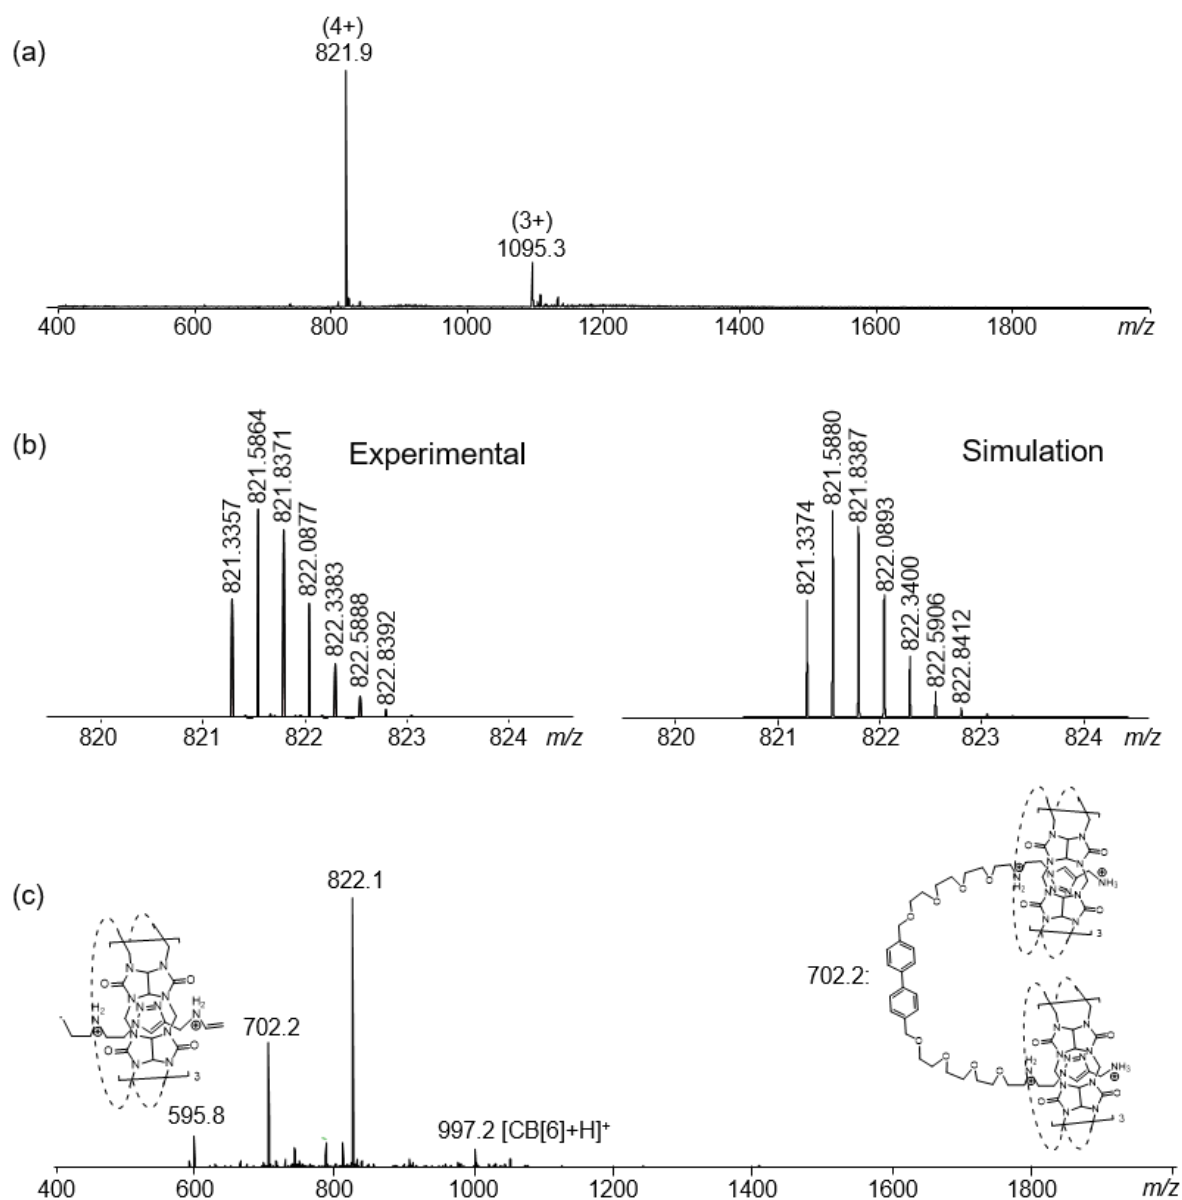 (a)
(4+)
821.9
(3+)
1095.3
400 600 800 1000 1200 1400 1600 1800 m/z
(b)
Experimental
821.3357
821.5864
821.8371
822.0877
822.3383
822.5888
822.8392
820 821 822 823 824 m/z
Simulation
821.3374
821.5880
821.8387
822.0893
822.3400
822.5906
822.8412
820 821 822 823 824 m/z
(c)
822.1
702.2
595.8
997.2 [CB[6]+H]⁺
702.2:
400 600 800 1000 1200 1400 1600 1800 m/z